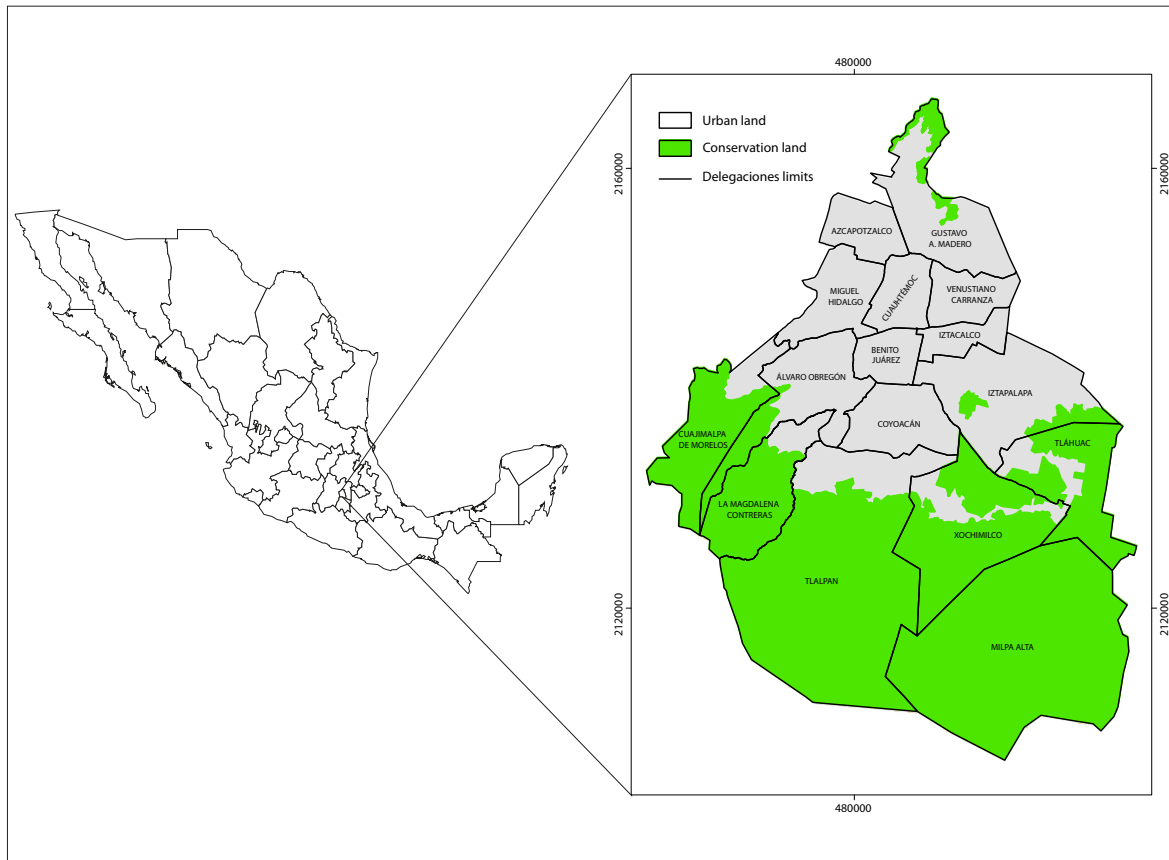 480000
Urban land
Conservation land
Delegaciones limits
2160000
2160000
AZCAPOTZALCO
GUSTAVO
A. MADERO
MIGUEL
HIDALGO
CUAUHTÉMOC
VENUSTIANO
CARRANZA
IZTACALCO
BENITO
JUÁREZ
ÁLVARO OBREGÓN
IZTAPALAPA
COYOACÁN
CUAJIMALPA
DE MORELOS
TLÁHUAC
LA MAGDALENA
CONTRERAS
XOCHIMILCO
TLALPAN
2120000
2120000
MILPA ALTA
480000